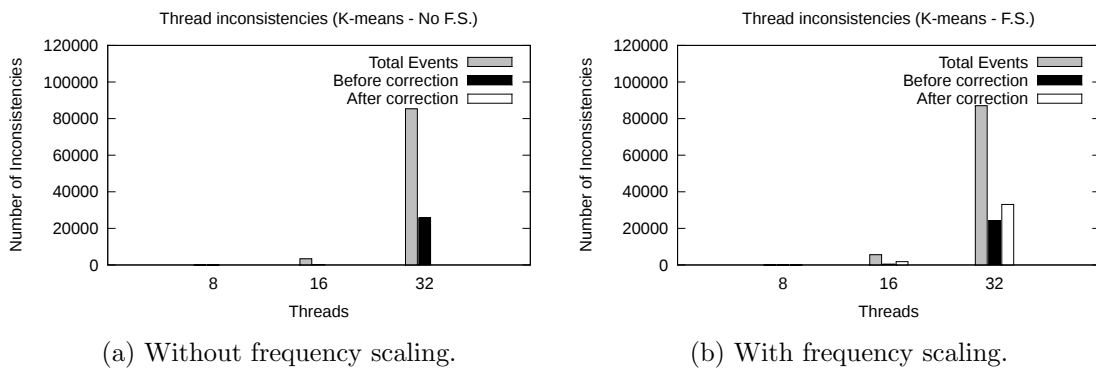 Thread inconsistencies (K-means - No F.S.)
120000
100000
80000
60000
40000
20000
0
Number of Inconsistencies
Total Events
Before correction
After correction
8 16 32
Threads
(a) Without frequency scaling.
Thread inconsistencies (K-means - F.S.)
120000
100000
80000
60000
40000
20000
0
Number of Inconsistencies
Total Events
Before correction
After correction
8 16 32
Threads
(b) With frequency scaling.